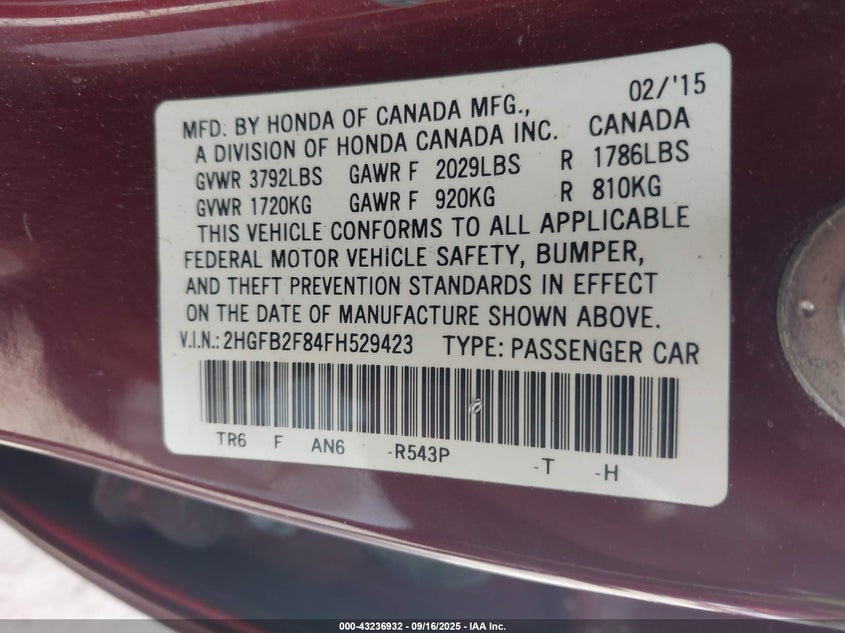 02/'15
MFD. BY HONDA OF CANADA MFG.,
A DIVISION OF HONDA CANADA INC. CANADA
GVWR 3792LBS GAWR F 2029LBS R 1786LBS
GVWR 1720KG GAWR F 920KG R 810KG
THIS VEHICLE CONFORMS TO ALL APPLICABLE
FEDERAL MOTOR VEHICLE SAFETY, BUMPER,
AND THEFT PREVENTION STANDARDS IN EFFECT
ON THE DATE OF MANUFACTURE SHOWN ABOVE.
V.I.N.: 2HGFB2F84FH529423 TYPE: PASSENGER CAR
TR6 F AN6 -R543P -T -H
000-43236932 - 09/16/2025 - IAA Inc.